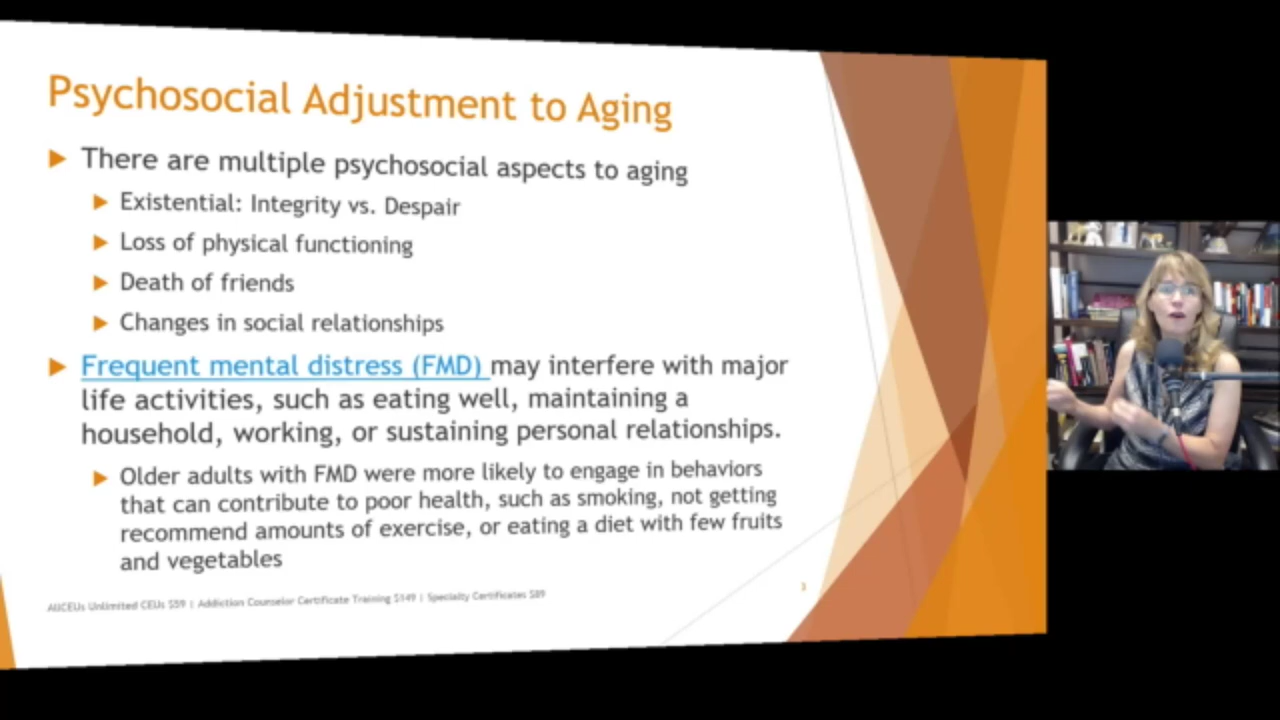 Psychosocial Adjustment to Aging
There are multiple psychosocial aspects to aging
Existential: Integrity vs. Despair
Loss of physical functioning
Death of friends
Changes in social relationships
Frequent mental distress (FMD) may interfere with major
life activities, such as eating well, maintaining a
household, working, or sustaining personal relationships.
Older adults with FMD were more likely to engage in behaviors
that can contribute to poor health, such as smoking, not getting
recommend amounts of exercise, or eating a diet with few fruits
and vegetables
AllCEUs Unlimited CEUs $59 | Addiction Counselor Certificate Training $149 | Specialty Certificates $89
3